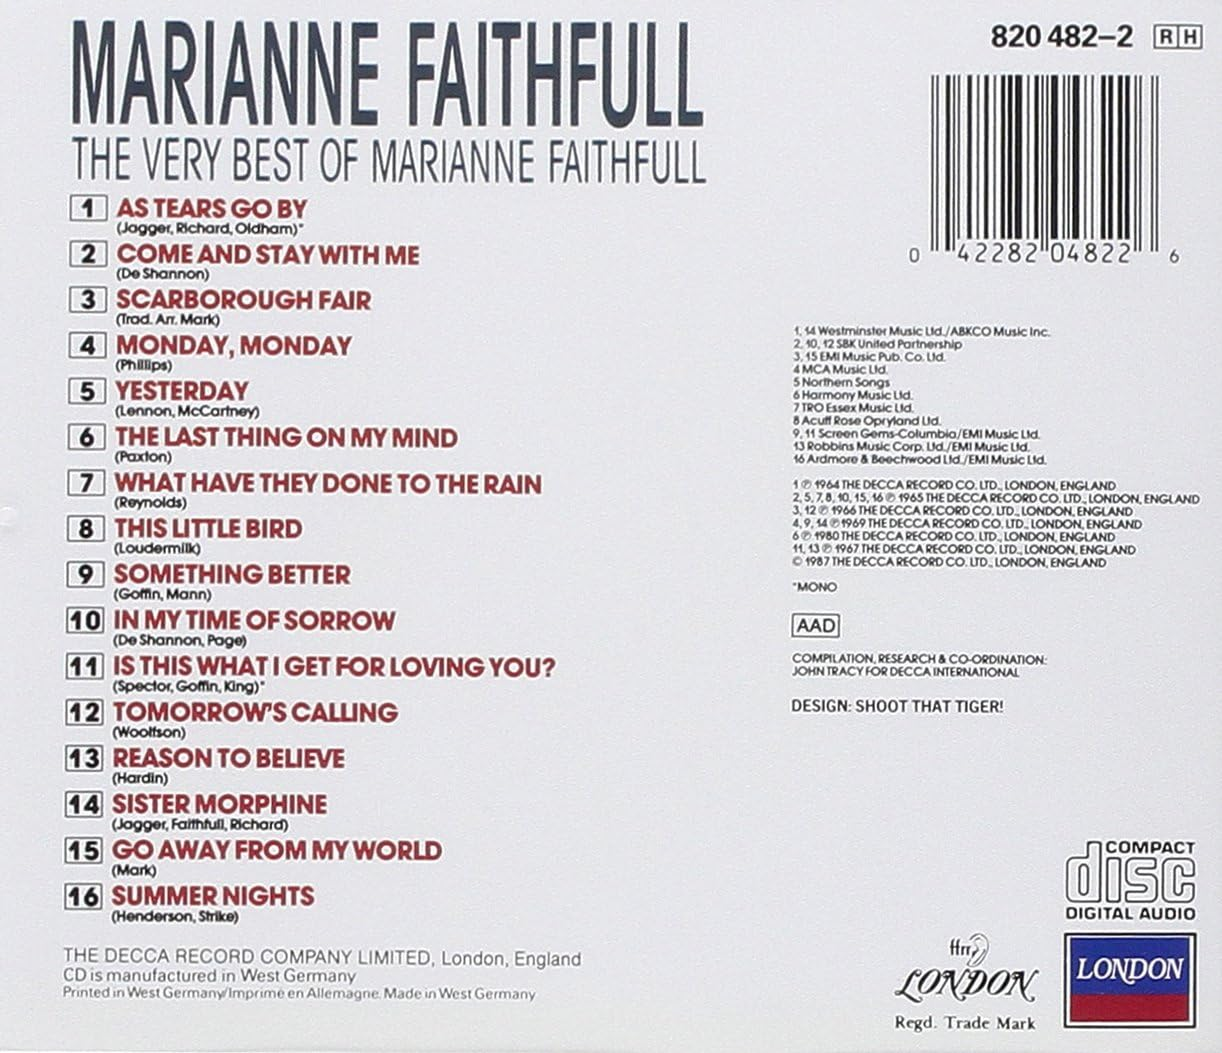 MARIANNE FAITHFULL
THE VERY BEST OF MARIANNE FAITHFULL
1 AS TEARS GO BY
(Jagger, Richard, Oldham)*
2 COME AND STAY WITH ME
(De Shannon)
3 SCARBOROUGH FAIR
(Trad. Arr. Mark)
4 MONDAY, MONDAY
(Phillips)
5 YESTERDAY
(Lennon, McCartney)
6 THE LAST THING ON MY MIND
(Paxton)
7 WHAT HAVE THEY DONE TO THE RAIN
(Reynolds)
8 THIS LITTLE BIRD
(Loudermilk)
9 SOMETHING BETTER
(Goffin, Mann)
10 IN MY TIME OF SORROW
(De Shannon, Page)
11 IS THIS WHAT I GET FOR LOVING YOU?
(Spector, Goffin, King)*
12 TOMORROW'S CALLING
(Woolfson)
13 REASON TO BELIEVE
(Hardin)
14 SISTER MORPHINE
(Jagger, Faithfull, Richard)
15 GO AWAY FROM MY WORLD
(Mark)
16 SUMMER NIGHTS
(Henderson, Strike)
THE DECCA RECORD COMPANY LIMITED, London, England
CD is manufactured in West Germany
Printed in West Germany/Imprimé en Allemagne. Made in West Germany
820 482-2 RH
0 42282 04822 6
1, 14 Westminster Music Ltd./ABKCO Music Inc.
2, 10, 12 SBK United Partnership
3, 15 EMI Music Pub. Co. Ltd.
4 MCA Music Ltd.
5 Northern Songs
6 Harmony Music Ltd.
7 TRO Essex Music Ltd.
8 Acuff Rose Opryland Ltd.
9, 11 Screen Gems-Columbia/EMI Music Ltd.
13 Robbins Music Corp. Ltd./EMI Music Ltd.
16 Ardmore & Beechwood Ltd./EMI Music Ltd.
1 ℗ 1964 THE DECCA RECORD CO. LTD., LONDON, ENGLAND
2, 5, 7, 8, 10, 15, 16 ℗ 1965 THE DECCA RECORD CO. LTD., LONDON, ENGLAND
3, 12 ℗ 1966 THE DECCA RECORD CO. LTD., LONDON, ENGLAND
4, 9, 14 ℗ 1969 THE DECCA RECORD CO. LTD., LONDON, ENGLAND
6 ℗ 1980 THE DECCA RECORD CO. LTD., LONDON, ENGLAND
11, 13 ℗ 1967 THE DECCA RECORD CO. LTD., LONDON, ENGLAND
© 1987 THE DECCA RECORD CO. LTD., LONDON, ENGLAND
*MONO
AAD
COMPILATION, RESEARCH & CO-ORDINATION:
JOHN TRACY FOR DECCA INTERNATIONAL
DESIGN: SHOOT THAT TIGER!
COMPACT
disc
DIGITAL AUDIO
ffrr
LONDON
Regd. Trade Mark
LONDON